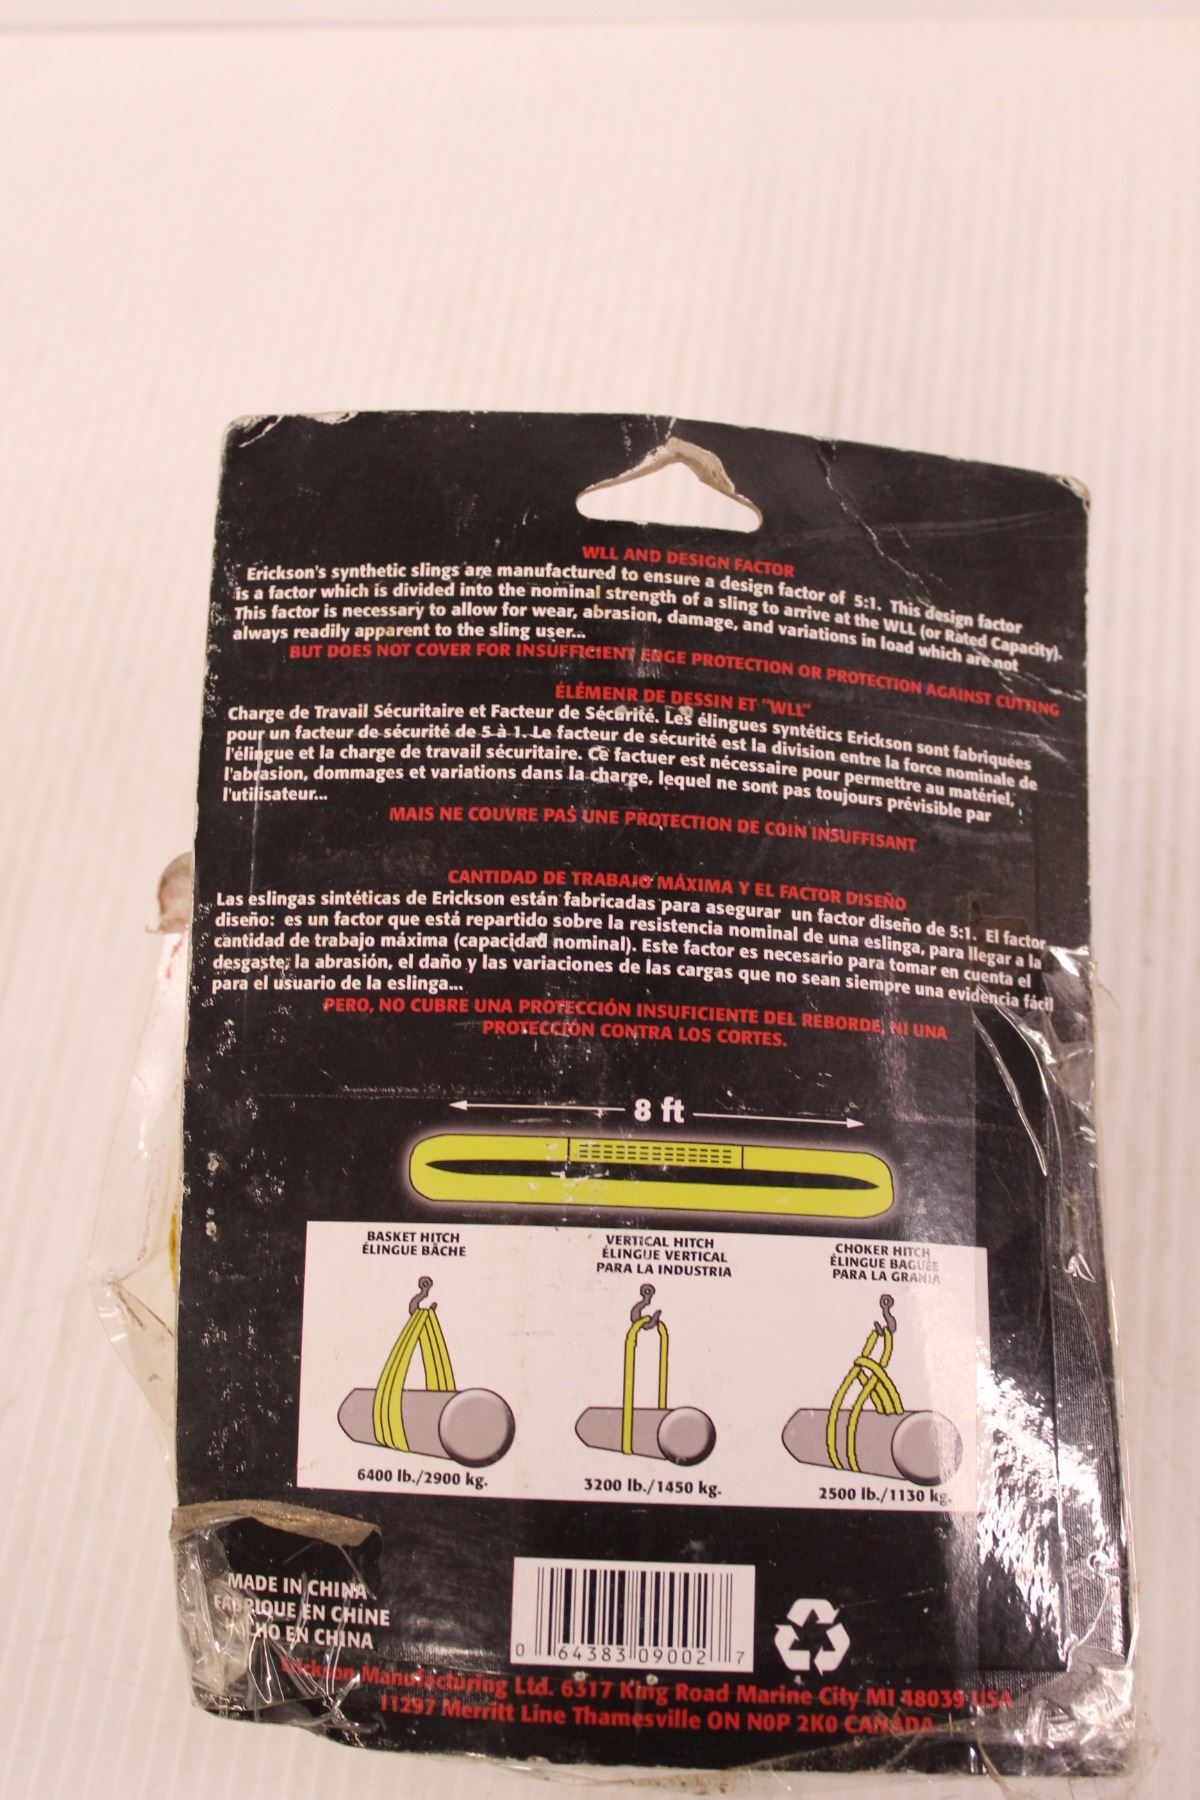 WLL AND DESIGN FACTOR
Erickson's synthetic slings are manufactured to ensure a design factor of 5:1. This design factor
is a factor which is divided into the nominal strength of a sling to arrive at the WLL (or Rated Capacity).
This factor is necessary to allow for wear, abrasion, damage, and variations in load which are not
always readily apparent to the sling user...
BUT DOES NOT COVER FOR INSUFFICIENT EDGE PROTECTION OR PROTECTION AGAINST CUTTING
ÉLÉMENR DE DESSIN ET "WLL"
Charge de Travail Sécuritaire et Facteur de Sécurité. Les élingues syntétics Erickson sont fabriquées
pour un facteur de sécurité de 5 à 1. Le facteur de sécurité est la division entre la force nominale de
l'élingue et la charge de travail sécuritaire. Ce factuer est nécessaire pour permettre au matériel,
l'abrasion, dommages et variations dans la charge, lequel ne sont pas toujours prévisible par
l'utilisateur...
MAIS NE COUVRE PAS UNE PROTECTION DE COIN INSUFFISANT
CANTIDAD DE TRABAJO MÁXIMA Y EL FACTOR DISEÑO
Las eslingas sintéticas de Erickson están fabricadas para asegurar un factor diseño de 5:1. El factor
diseño: es un factor que está repartido sobre la resistencia nominal de una eslinga, para llegar a la
cantidad de trabajo máxima (capacidad nominal). Este factor es necesario para tomar en cuenta el
desgaste, la abrasión, el daño y las variaciones de las cargas que no sean siempre una evidencia fácil
para el usuario de la eslinga...
PERO, NO CUBRE UNA PROTECCIÓN INSUFICIENTE DEL REBORDE, NI UNA
PROTECCIÓN CONTRA LOS CORTES.
8 ft
BASKET HITCH
ÉLINGUE BÂCHE
6400 lb./2900 kg.
VERTICAL HITCH
ÉLINGUE VERTICAL
PARA LA INDUSTRIA
3200 lb./1450 kg.
CHOKER HITCH
ÉLINGUE BAGUÉE
PARA LA GRANJA
2500 lb./1130 kg.
MADE IN CHINA
FABRIQUE EN CHINE
CHO EN CHINA
0 64383 09002 7
Erickson Manufacturing Ltd. 6317 King Road Marine City MI 48039 USA
11297 Merritt Line Thamesville ON N0P 2K0 CANADA